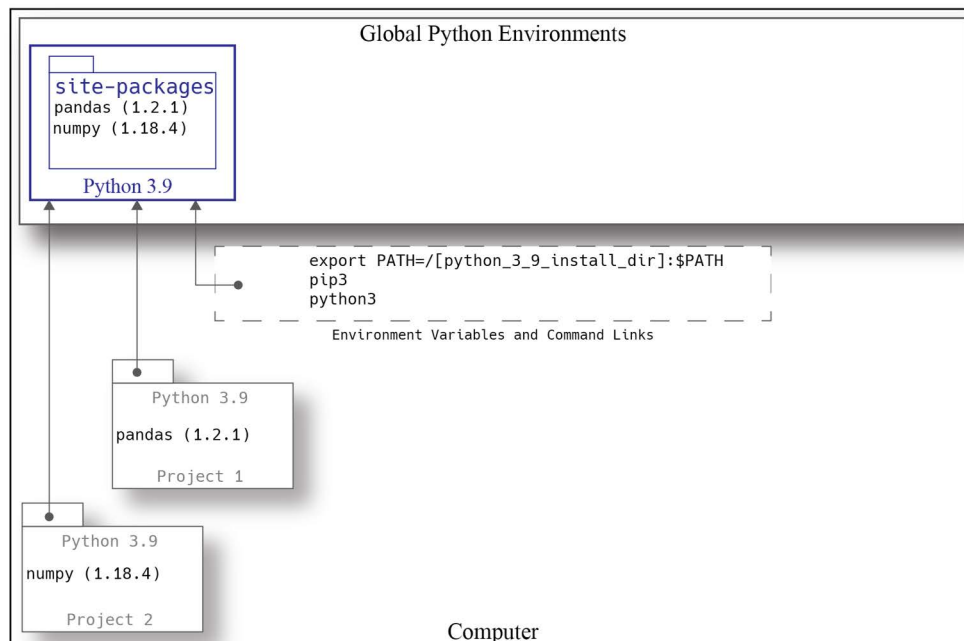 Global Python Environments
site-packages
pandas (1.2.1)
numpy (1.18.4)
Python 3.9
export PATH=/[python_3_9_install_dir]:$PATH
pip3
python3
Environment Variables and Command Links
Python 3.9
pandas (1.2.1)
Project 1
Python 3.9
numpy (1.18.4)
Project 2
Computer